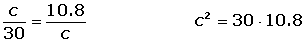 c/30 = 10.8/c    c² = 30 · 10.8